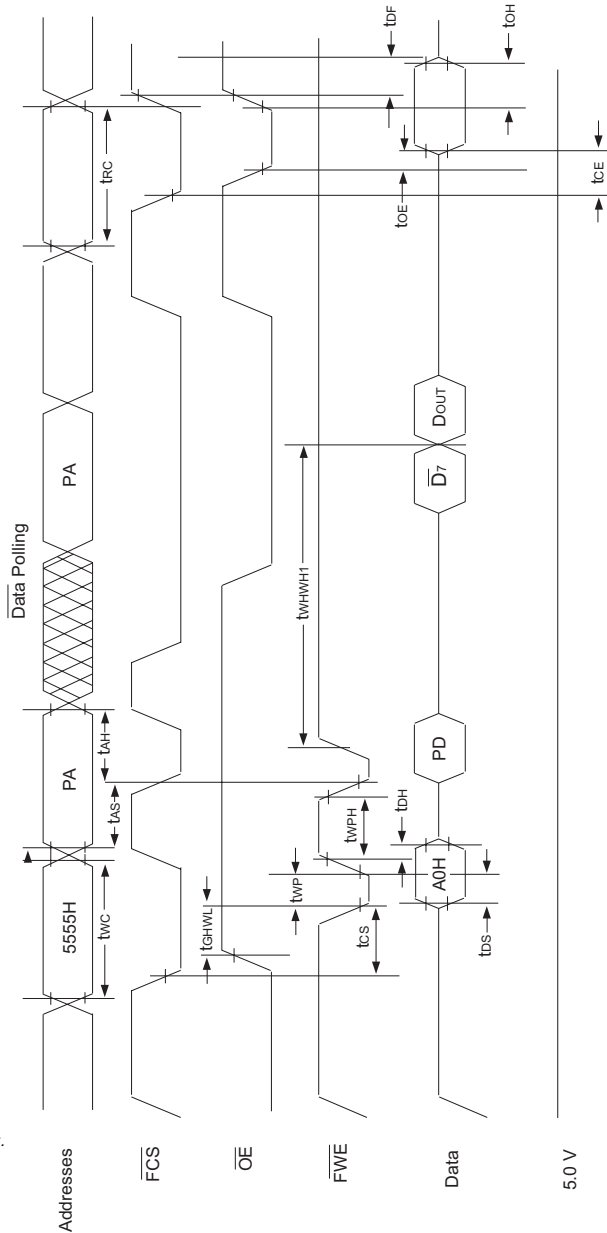 Data Polling
Addresses
5555H
PA
PA
tWC
tAS
tAH
tRC
FCS
tGHWL
OE
tWP
tCS
tWPH
tWHWH1
tDF
FWE
tDH
tOE
Data
A0H
PD
D7
DOUT
tOH
tDS
tCE
5.0 V